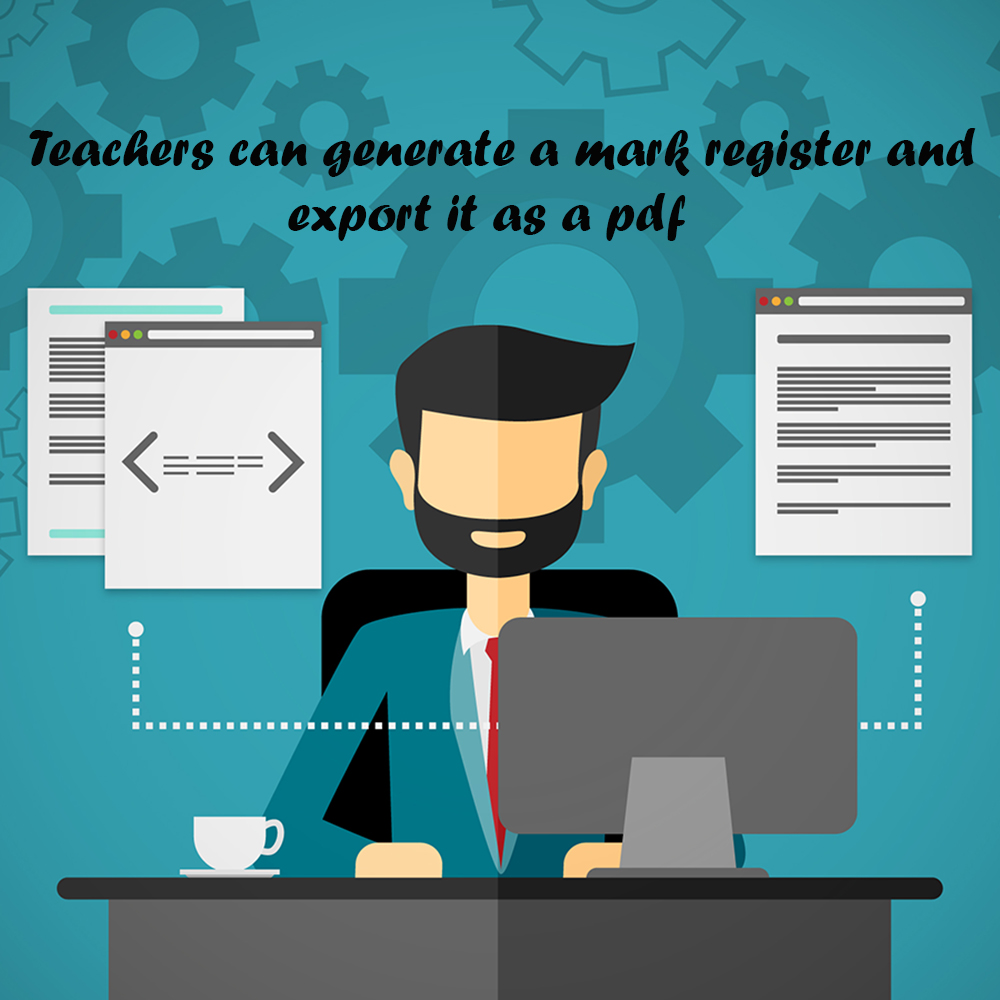 Teachers can generate a mark register and
export it as a pdf